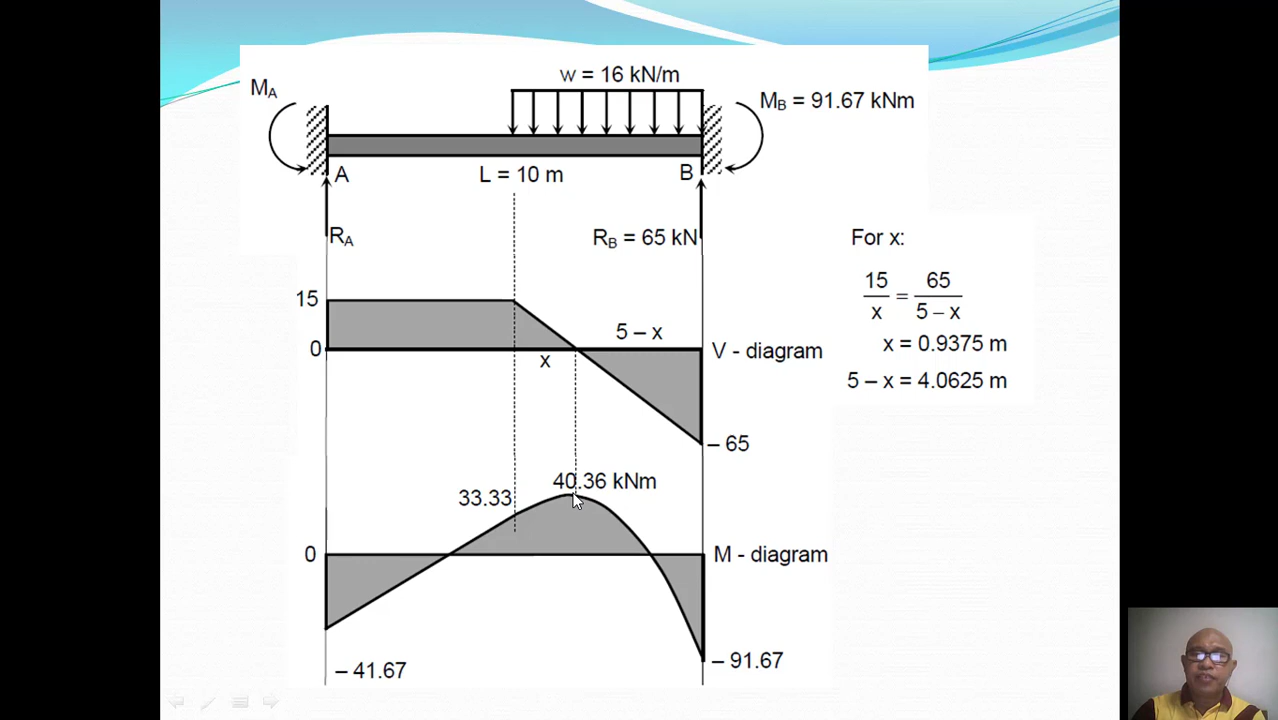 w = 16 kN/m
MA
MB = 91.67 kNm
A
L = 10 m
B
RA
RB = 65 kN
For x:
15/x = 65/(5 – x)
x = 0.9375 m
5 – x = 4.0625 m
15
0
5 – x
x
V - diagram
– 65
40.36 kNm
33.33
0
M - diagram
– 41.67
– 91.67